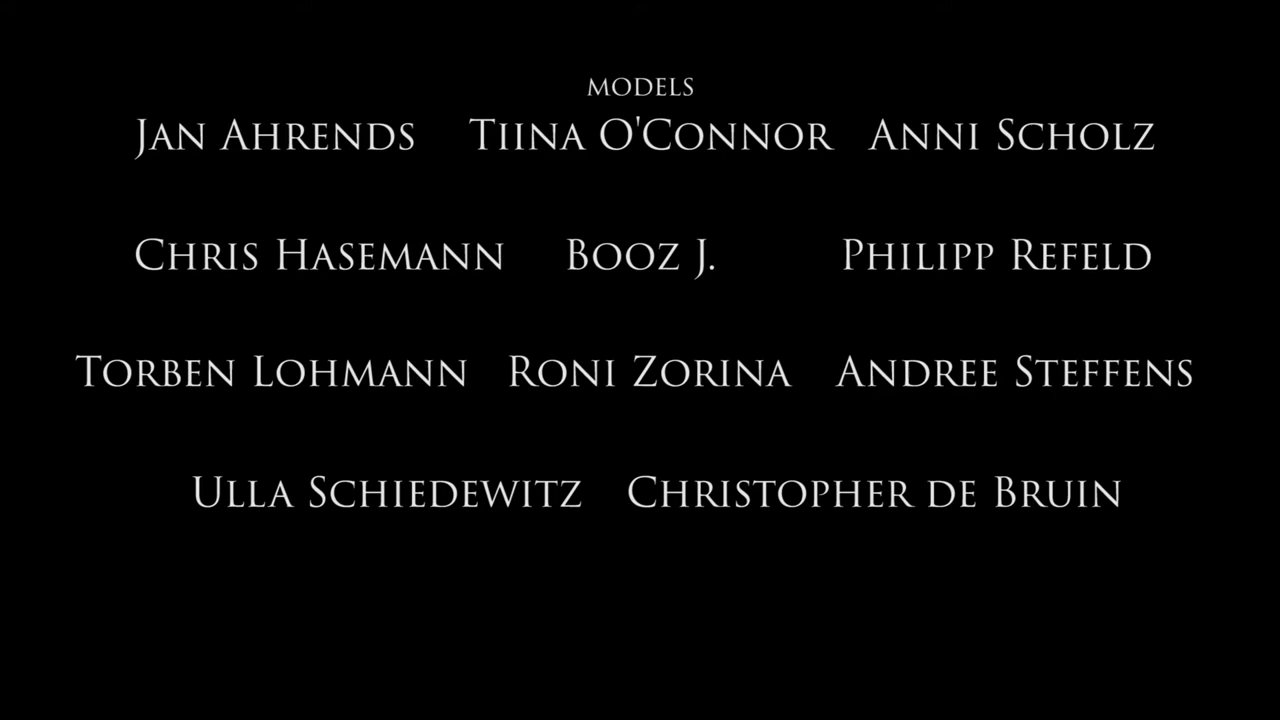 MODELS
JAN AHRENDS TIINA O'CONNOR ANNI SCHOLZ
CHRIS HASEMANN BOOZ J. PHILIPP REFELD
TORBEN LOHMANN RONI ZORINA ANDREE STEFFENS
ULLA SCHIEDEWITZ CHRISTOPHER DE BRUIN